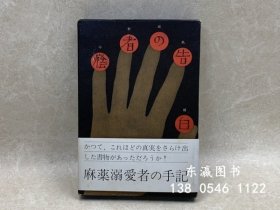 瘾者の告白
かつて、これほどの真実をさらけ出
した書物があっただろうか!
麻薬溺愛者の手記
东瀛图书
138 0546 1122